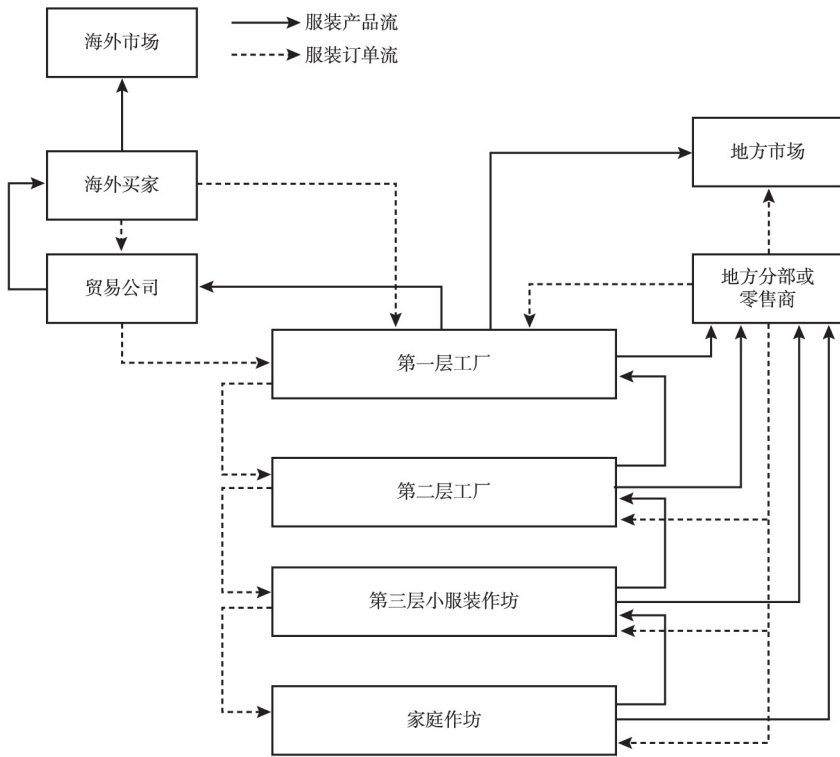 服装产品流
服装订单流
海外市场
海外买家
贸易公司
地方市场
地方分部或
零售商
第一层工厂
第二层工厂
第三层小服装作坊
家庭作坊